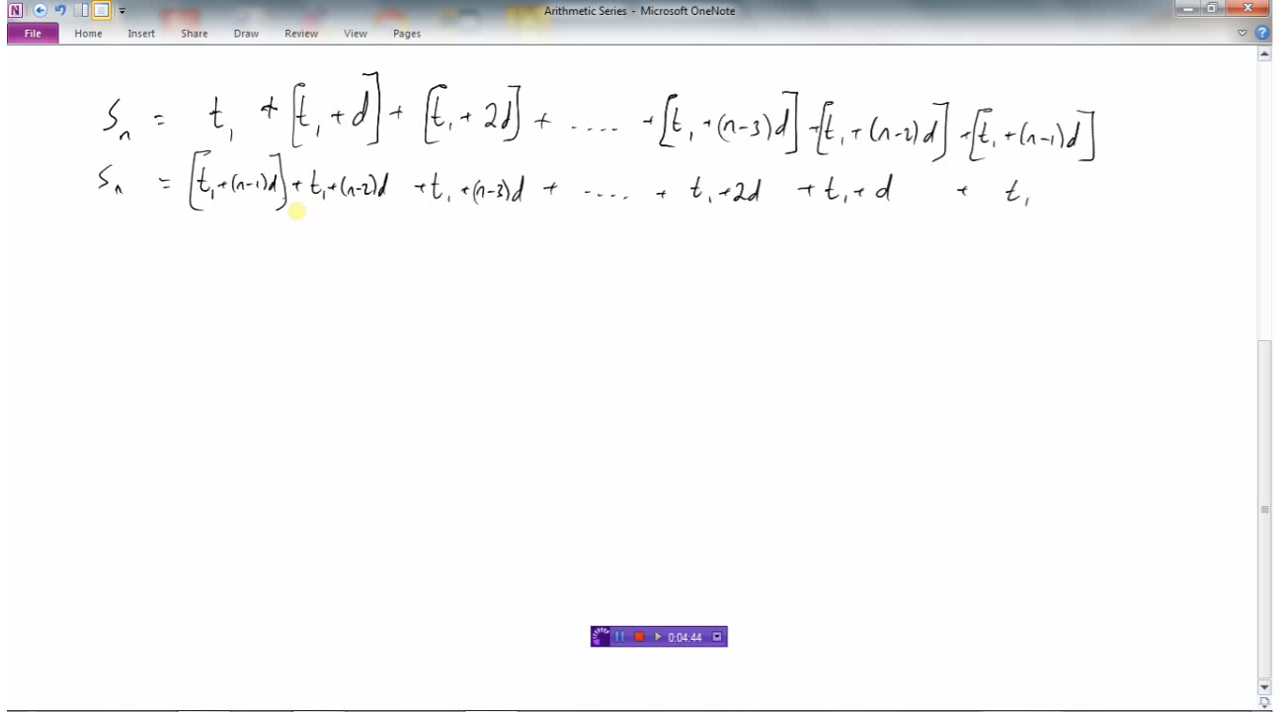 Arithmetic Series - Microsoft OneNote
File Home Insert Share Draw Review View Pages
Sₙ = t₁ + [t₁ + d] + [t₁ + 2d] + .... + [t₁ + (n-3)d] + [t₁ + (n-2)d] + [t₁ + (n-1)d]
Sₙ = [t₁ + (n-1)d] + t₁ + (n-2)d + t₁ + (n-3)d + .... + t₁ + 2d + t₁ + d + t₁
0:04:44